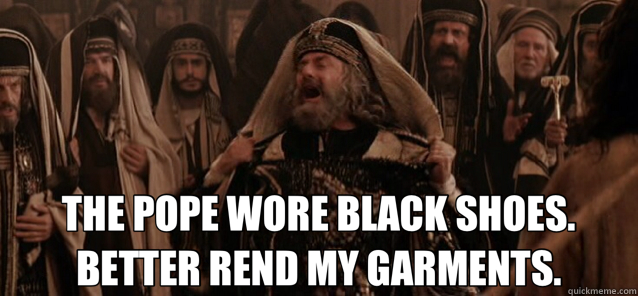 THE POPE WORE BLACK SHOES.
BETTER REND MY GARMENTS.
quickmeme.com